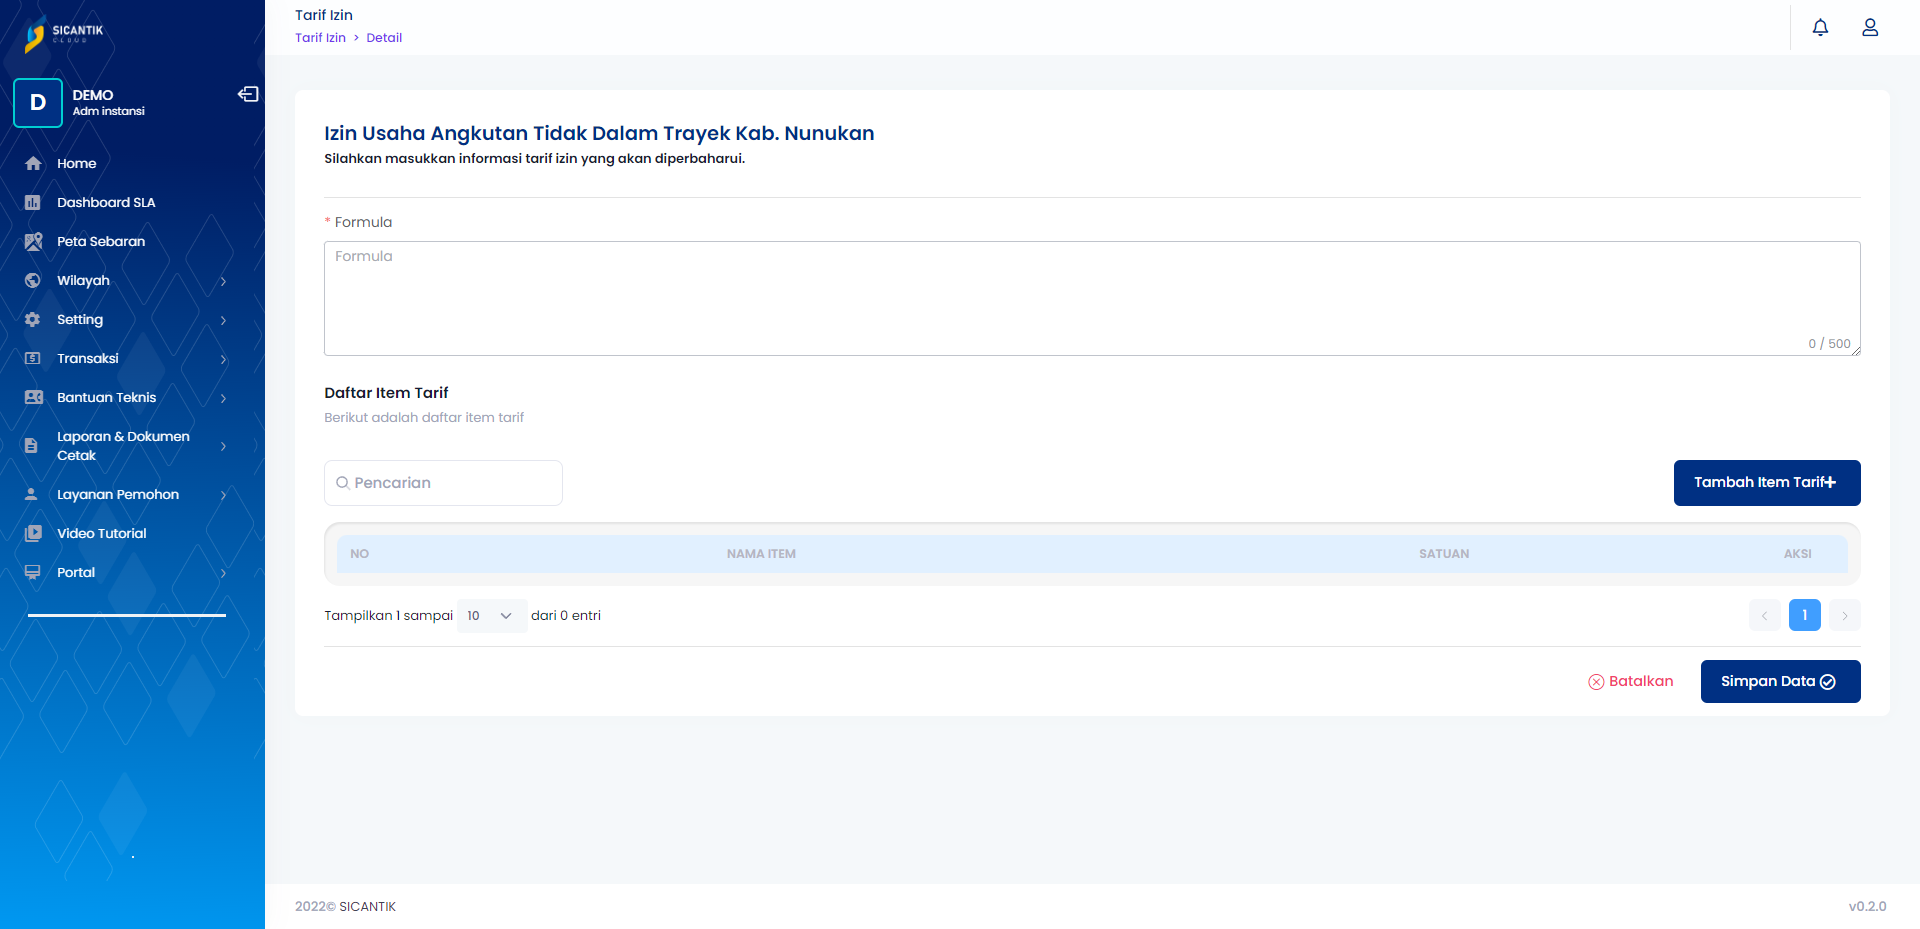 SICANTIK
CLOUD
D
DEMO
Adm instansi
Home
Dashboard SLA
Peta Sebaran
Wilayah
Setting
Transaksi
Bantuan Teknis
Laporan & Dokumen
Cetak
Layanan Pemohon
Video Tutorial
Portal
Tarif Izin
Tarif Izin > Detail
Izin Usaha Angkutan Tidak Dalam Trayek Kab. Nunukan
Silahkan masukkan informasi tarif izin yang akan diperbaharui.
* Formula
Formula
0 / 500
Daftar Item Tarif
Berikut adalah daftar item tarif
Pencarian
Tambah Item Tarif+
NO NAMA ITEM SATUAN AKSI
Tampilkan 1 sampai 10 dari 0 entri
< 1 >
Batalkan
Simpan Data
2022© SICANTIK
v0.2.0